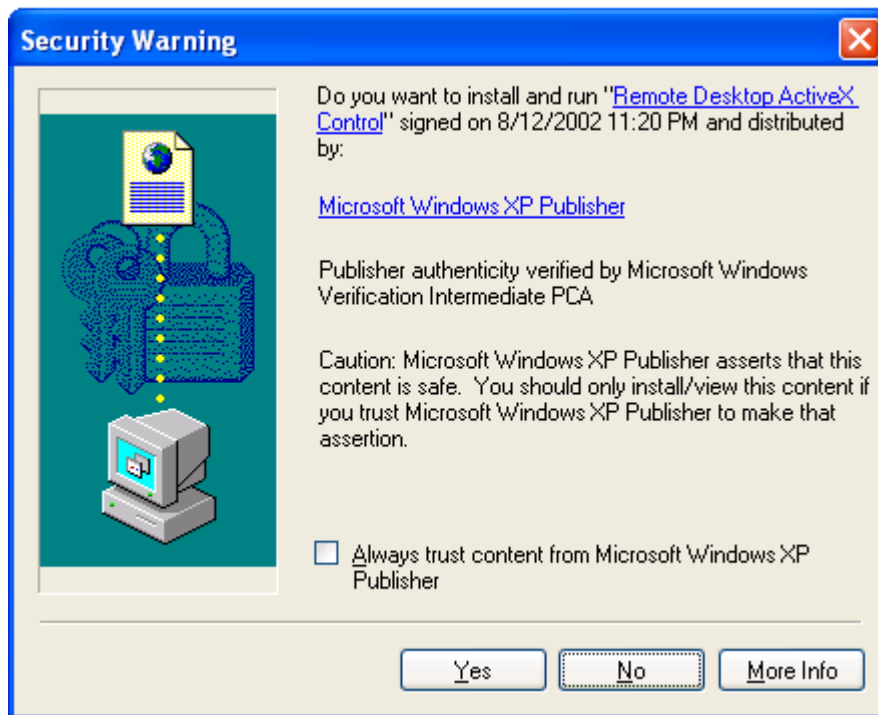 Security Warning
Do you want to install and run "Remote Desktop ActiveX
Control" signed on 8/12/2002 11:20 PM and distributed
by:
Microsoft Windows XP Publisher
Publisher authenticity verified by Microsoft Windows
Verification Intermediate PCA
Caution: Microsoft Windows XP Publisher asserts that this
content is safe.  You should only install/view this content if
you trust Microsoft Windows XP Publisher to make that
assertion.
Always trust content from Microsoft Windows XP
Publisher
Yes No More Info